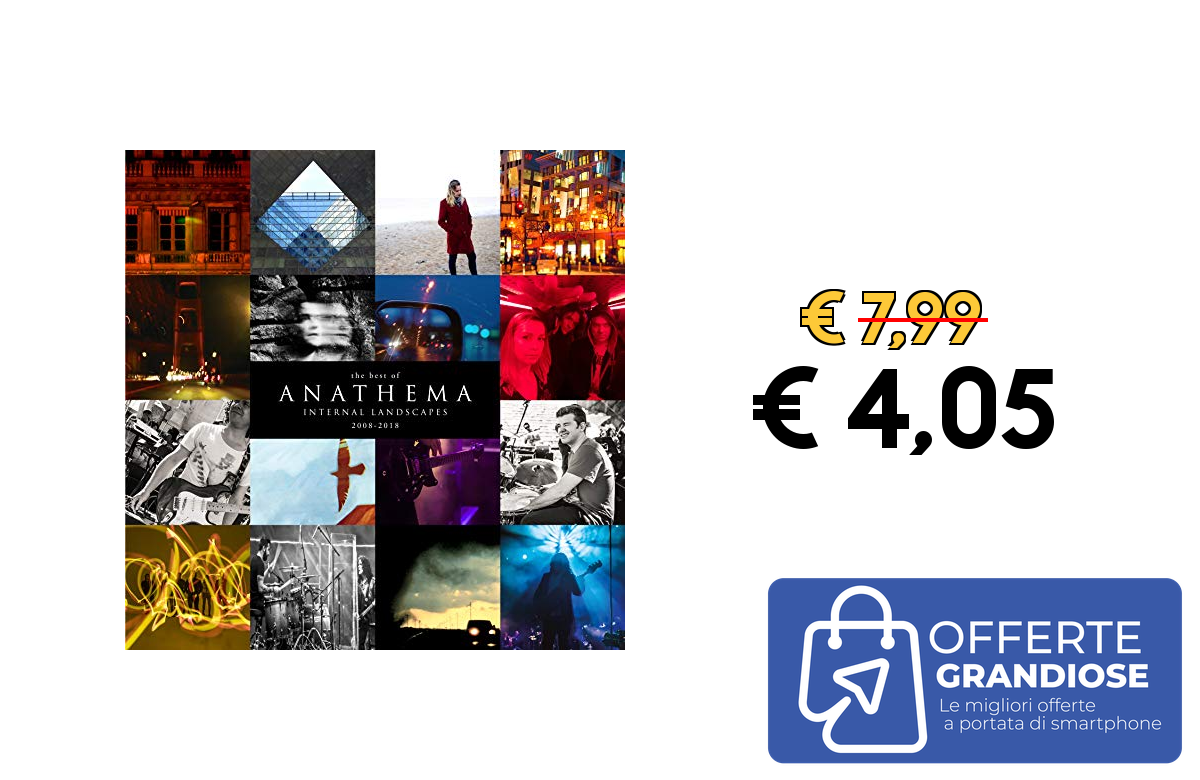 the best of
ANATHEMA
INTERNAL LANDSCAPES
2008-2018
€ 7,99
€ 4,05
OFFERTE
GRANDIOSE
Le migliori offerte
a portata di smartphone